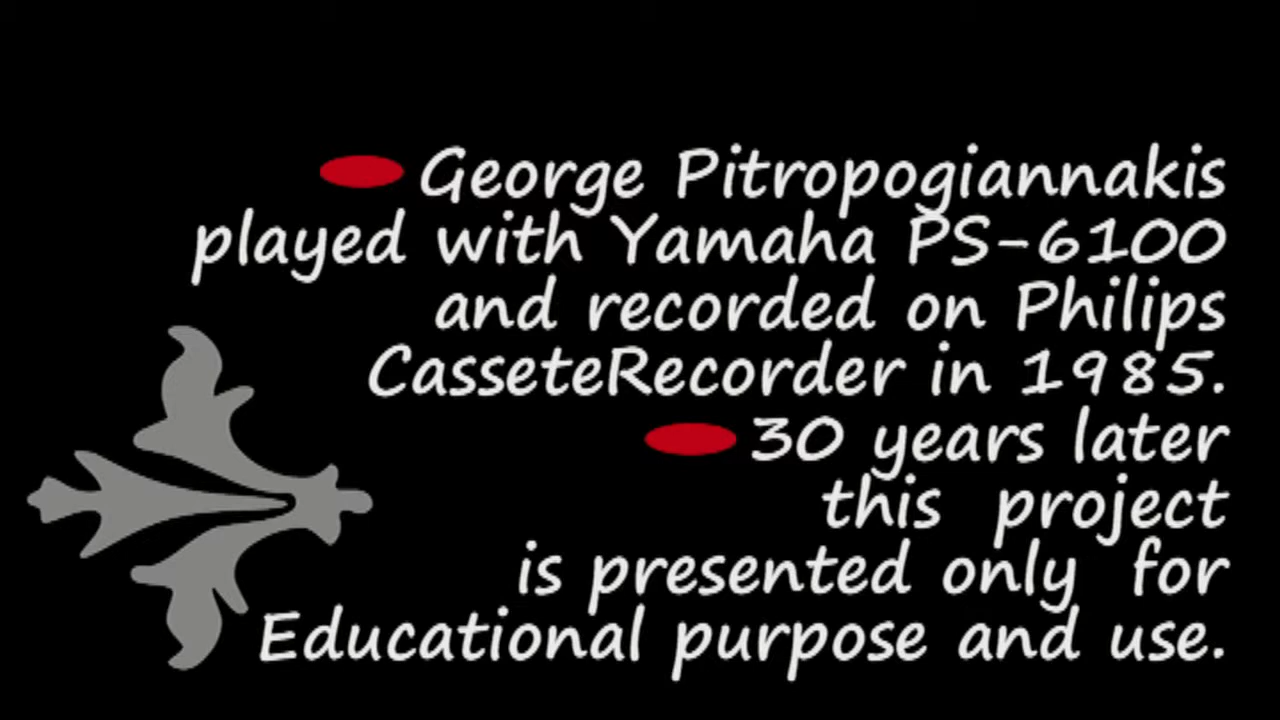 George Pitropogiannakis
played with Yamaha PS-6100
and recorded on Philips
CasseteRecorder in 1985.
30 years later
this project
is presented only for
Educational purpose and use.